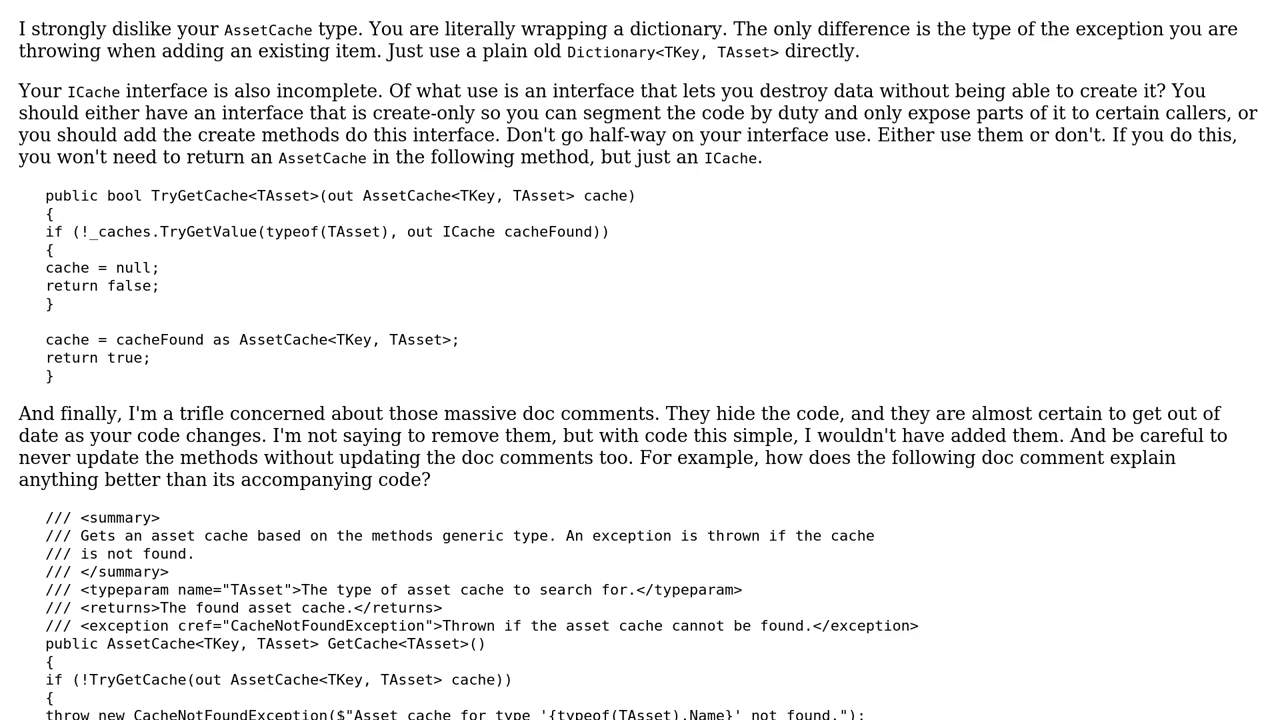 I strongly dislike your AssetCache type. You are literally wrapping a dictionary. The only difference is the type of the exception you are
throwing when adding an existing item. Just use a plain old Dictionary<TKey, TAsset> directly.
Your ICache interface is also incomplete. Of what use is an interface that lets you destroy data without being able to create it? You
should either have an interface that is create-only so you can segment the code by duty and only expose parts of it to certain callers, or
you should add the create methods do this interface. Don't go half-way on your interface use. Either use them or don't. If you do this,
you won't need to return an AssetCache in the following method, but just an ICache.
public bool TryGetCache<TAsset>(out AssetCache<TKey, TAsset> cache)
{
if (!_caches.TryGetValue(typeof(TAsset), out ICache cacheFound))
{
cache = null;
return false;
}
cache = cacheFound as AssetCache<TKey, TAsset>;
return true;
}
And finally, I'm a trifle concerned about those massive doc comments. They hide the code, and they are almost certain to get out of
date as your code changes. I'm not saying to remove them, but with code this simple, I wouldn't have added them. And be careful to
never update the methods without updating the doc comments too. For example, how does the following doc comment explain
anything better than its accompanying code?
/// <summary>
/// Gets an asset cache based on the methods generic type. An exception is thrown if the cache
/// is not found.
/// </summary>
/// <typeparam name="TAsset">The type of asset cache to search for.</typeparam>
/// <returns>The found asset cache.</returns>
/// <exception cref="CacheNotFoundException">Thrown if the asset cache cannot be found.</exception>
public AssetCache<TKey, TAsset> GetCache<TAsset>()
{
if (!TryGetCache(out AssetCache<TKey, TAsset> cache))
{
throw new CacheNotFoundException($"Asset cache for type '{typeof(TAsset).Name}' not found.");